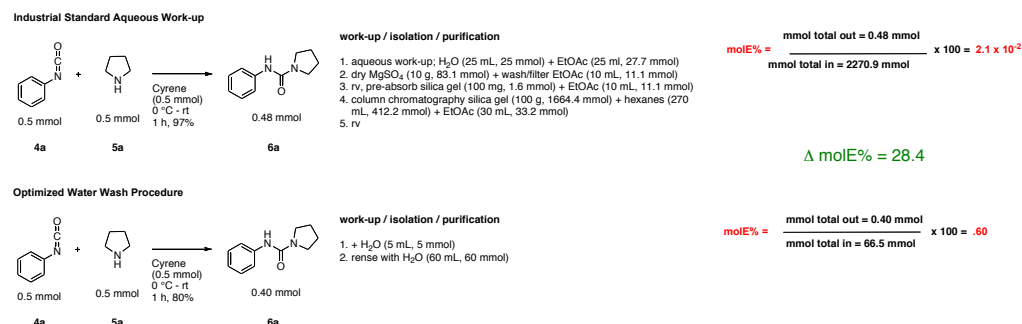 Industrial Standard Aqueous Work-up
O
C
N
+
N
H
Cyrene
(0.5 mmol)
0 °C - rt
1 h, 97%
H
N
N
O
0.5 mmol
0.5 mmol
0.48 mmol
4a
5a
6a
work-up / isolation / purification
1. aqueous work-up; H2O (25 mL, 25 mmol) + EtOAc (25 ml, 27.7 mmol)
2. dry MgSO4 (10 g, 83.1 mmol) + wash/filter EtOAc (10 mL, 11.1 mmol)
3. rv, pre-absorb silica gel (100 mg, 1.6 mmol) + EtOAc (10 mL, 11.1 mmol)
4. column chromatography silica gel (100 g, 1664.4 mmol) + hexanes (270
mL, 412.2 mmol) + EtOAc (30 mL, 33.2 mmol)
5. rv
molE% = mmol total out = 0.48 mmol
mmol total in = 2270.9 mmol
x 100 = 2.1 x 10-2
Δ molE% = 28.4
Optimized Water Wash Procedure
O
C
N
+
N
H
Cyrene
(0.5 mmol)
0 °C - rt
1 h, 80%
H
N
N
O
0.5 mmol
0.5 mmol
0.40 mmol
4a
5a
6a
work-up / isolation / purification
1. + H2O (5 mL, 5 mmol)
2. rense with H2O (60 mL, 60 mmol)
molE% = mmol total out = 0.40 mmol
mmol total in = 66.5 mmol
x 100 = .60